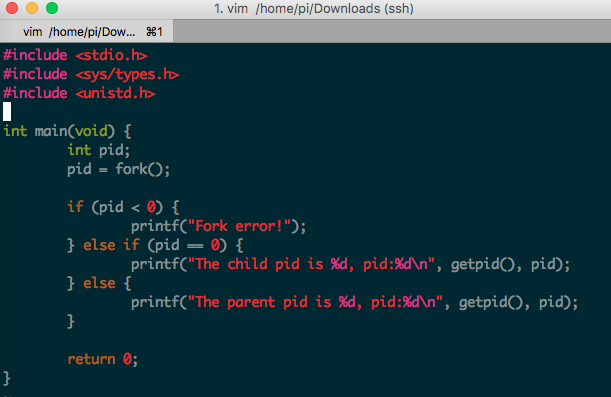 1. vim /home/pi/Downloads (ssh)
vim /home/pi/Dow... ⌘1
#include <stdio.h>
#include <sys/types.h>
#include <unistd.h>
int main(void) {
        int pid;
        pid = fork();
        if (pid < 0) {
                printf("Fork error!");
        } else if (pid == 0) {
                printf("The child pid is %d, pid:%d\n", getpid(), pid);
        } else {
                printf("The parent pid is %d, pid:%d\n", getpid(), pid);
        }
        return 0;
}